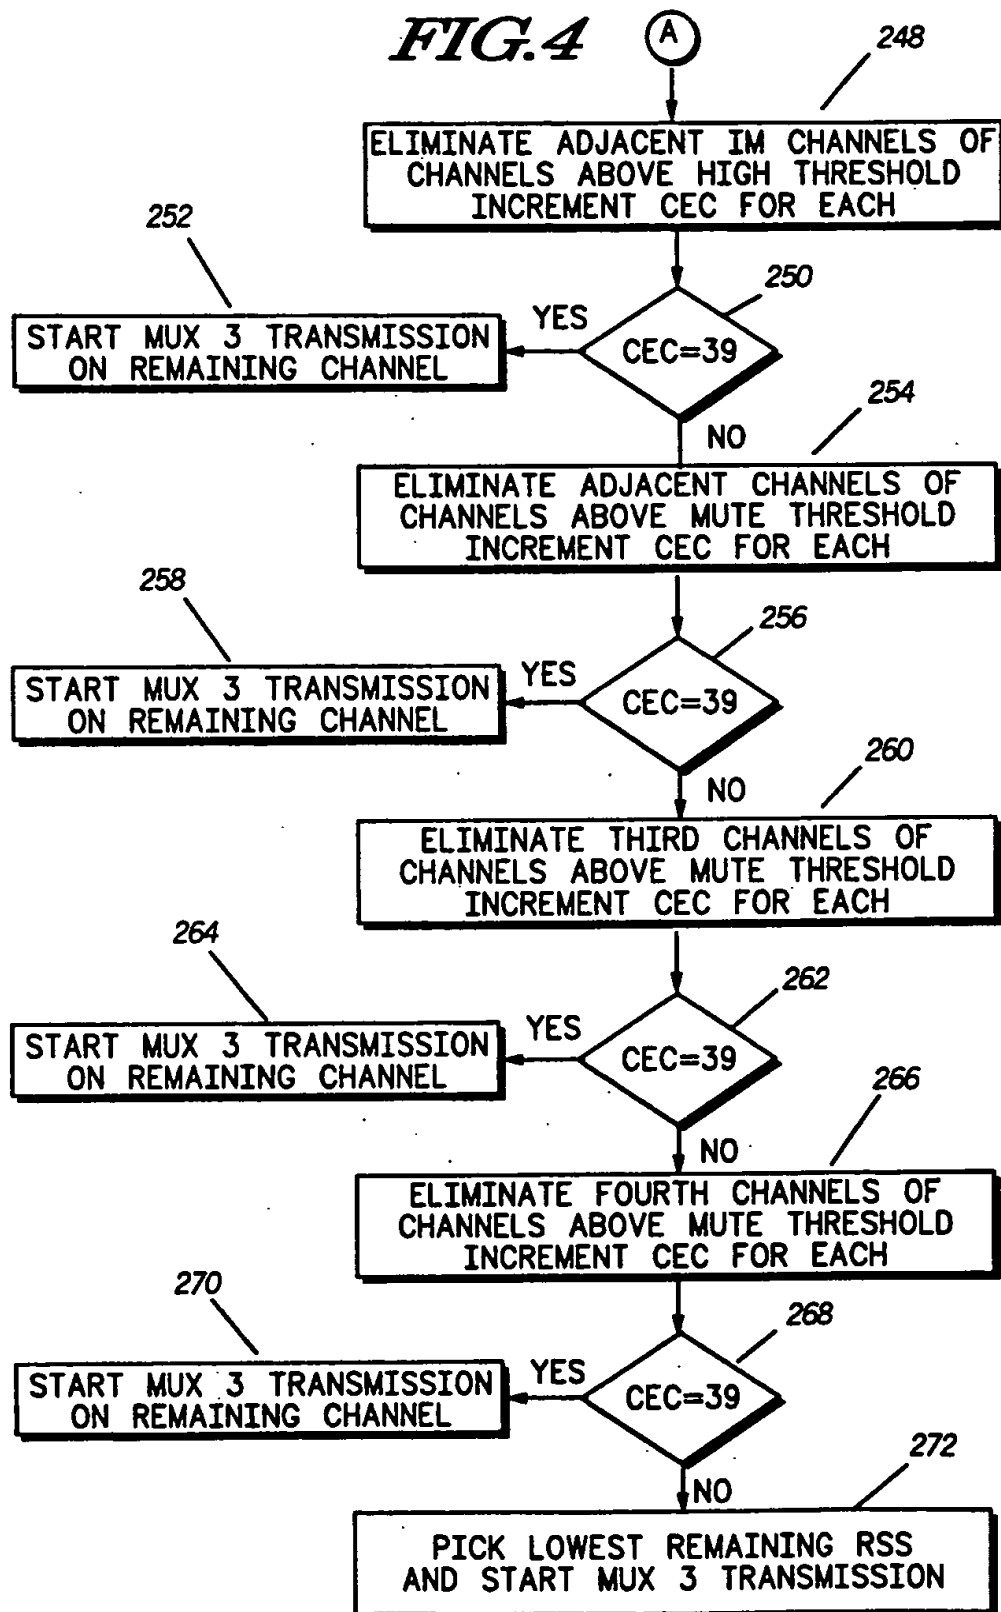 FIG.4
A
248
ELIMINATE ADJACENT IM CHANNELS OF
CHANNELS ABOVE HIGH THRESHOLD
INCREMENT CEC FOR EACH
252
250
START MUX 3 TRANSMISSION
ON REMAINING CHANNEL
YES
CEC=39
NO
254
ELIMINATE ADJACENT CHANNELS OF
CHANNELS ABOVE MUTE THRESHOLD
INCREMENT CEC FOR EACH
258
256
START MUX 3 TRANSMISSION
ON REMAINING CHANNEL
YES
CEC=39
NO
260
ELIMINATE THIRD CHANNELS OF
CHANNELS ABOVE MUTE THRESHOLD
INCREMENT CEC FOR EACH
264
262
START MUX 3 TRANSMISSION
ON REMAINING CHANNEL
YES
CEC=39
NO
266
ELIMINATE FOURTH CHANNELS OF
CHANNELS ABOVE MUTE THRESHOLD
INCREMENT CEC FOR EACH
270
268
START MUX 3 TRANSMISSION
ON REMAINING CHANNEL
YES
CEC=39
NO
272
PICK LOWEST REMAINING RSS
AND START MUX 3 TRANSMISSION